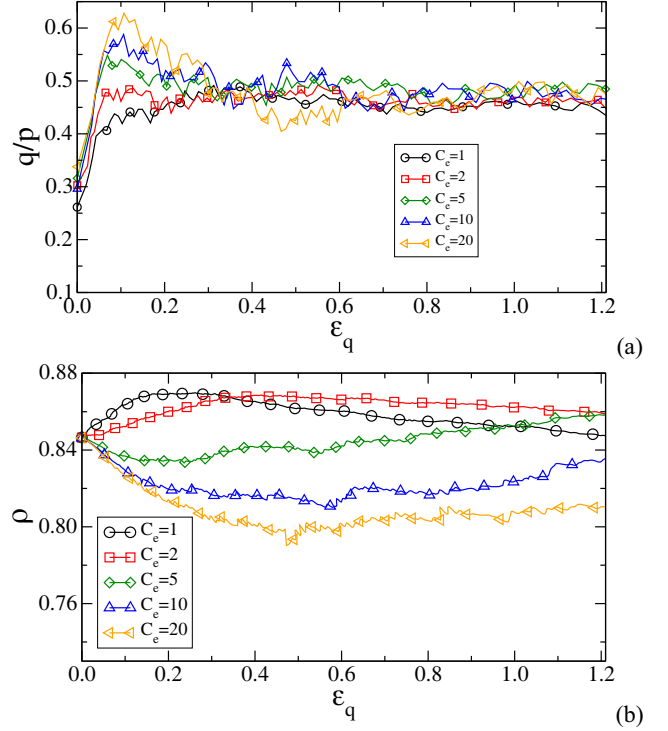 0.6
0.5
0.4
0.3
0.2
0.1
q/p
C_e=1
C_e=2
C_e=5
C_e=10
C_e=20
0.0 0.2 0.4 0.6 0.8 1.0 1.2
ε_q
(a)
0.88
0.84
0.80
0.76
ρ
C_e=1
C_e=2
C_e=5
C_e=10
C_e=20
0.0 0.2 0.4 0.6 0.8 1.0 1.2
ε_q
(b)